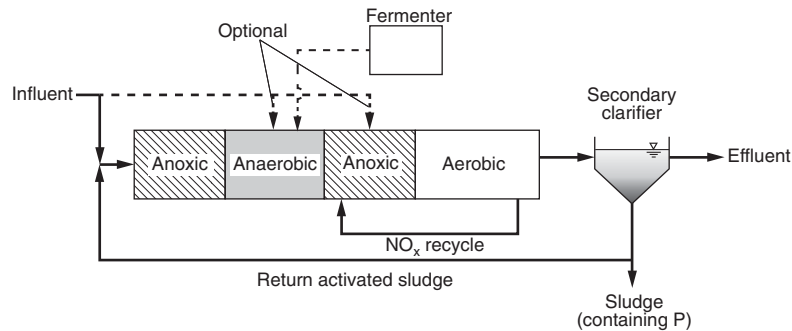 Fermenter
Optional
Influent
Secondary
clarifier
Anoxic
Anaerobic
Anoxic
Aerobic
Effluent
NOx recycle
Return activated sludge
Sludge
(containing P)